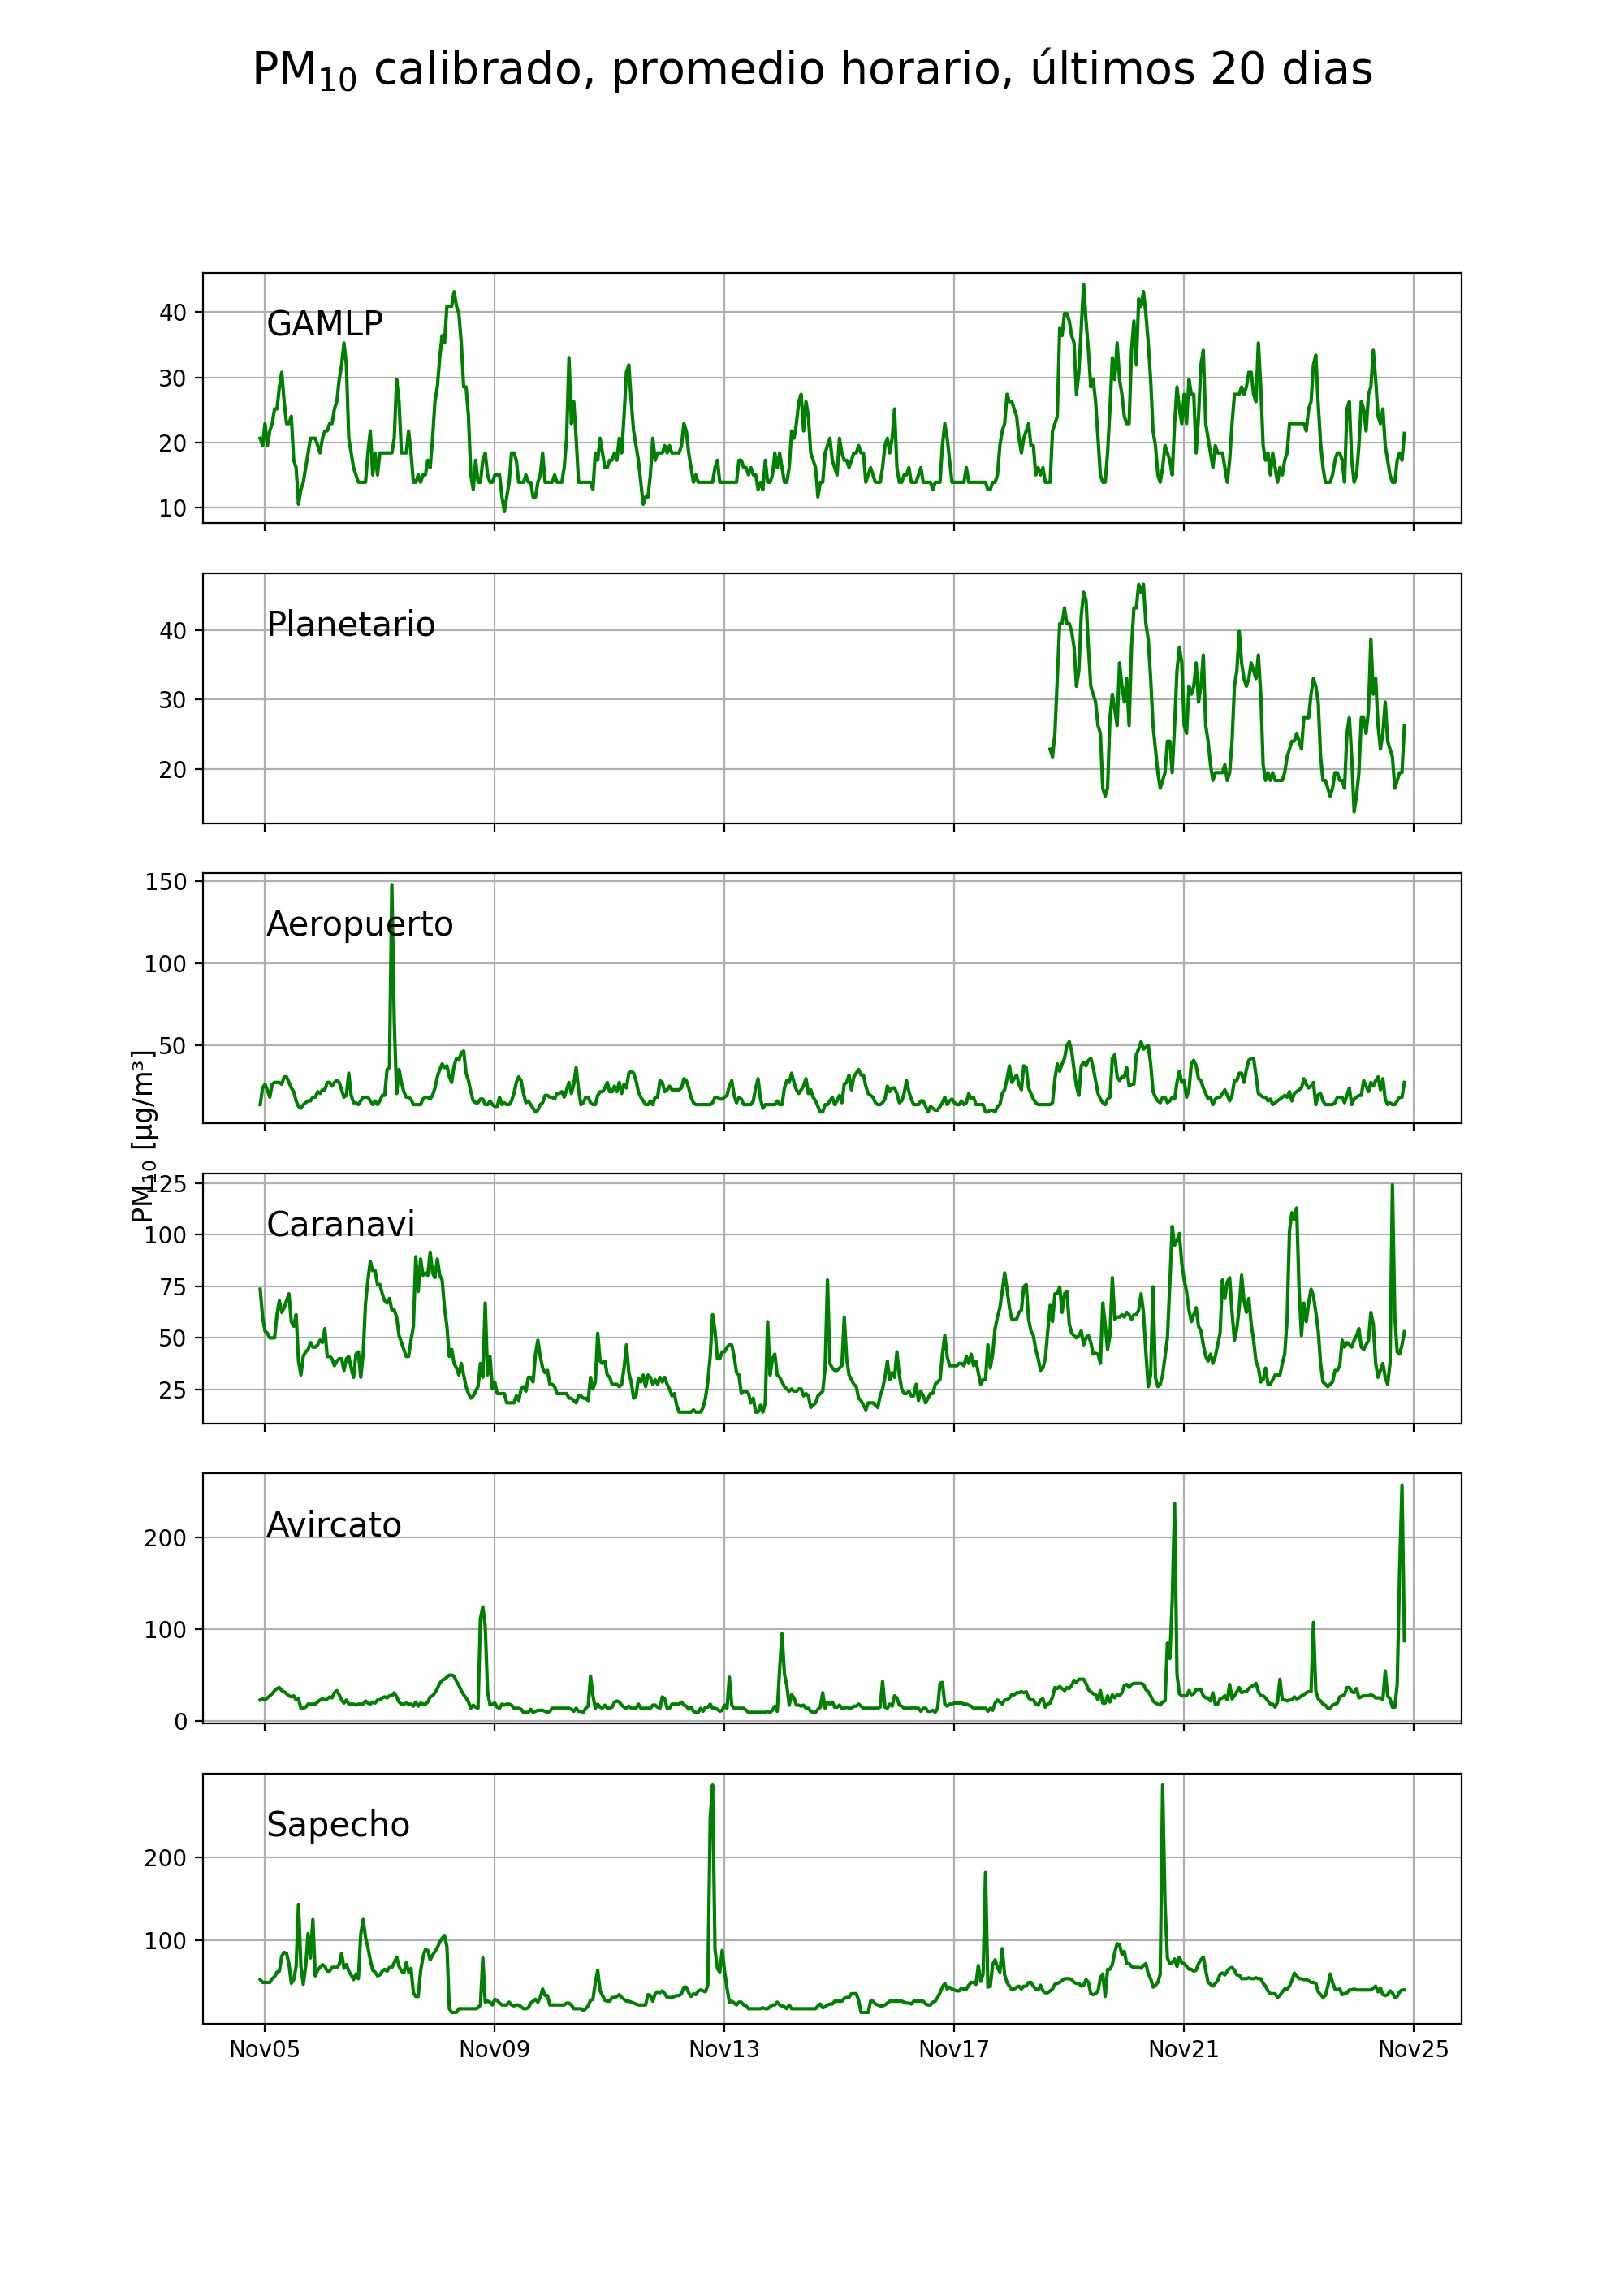 PM₁₀ calibrado, promedio horario, últimos 20 dias
GAMLP
40
30
20
10
Planetario
40
30
20
Aeropuerto
150
100
50
PM₁₀ [µg/m³]
Caranavi
125
100
75
50
25
Avircato
200
100
0
Sapecho
200
100
Nov05 Nov09 Nov13 Nov17 Nov21 Nov25